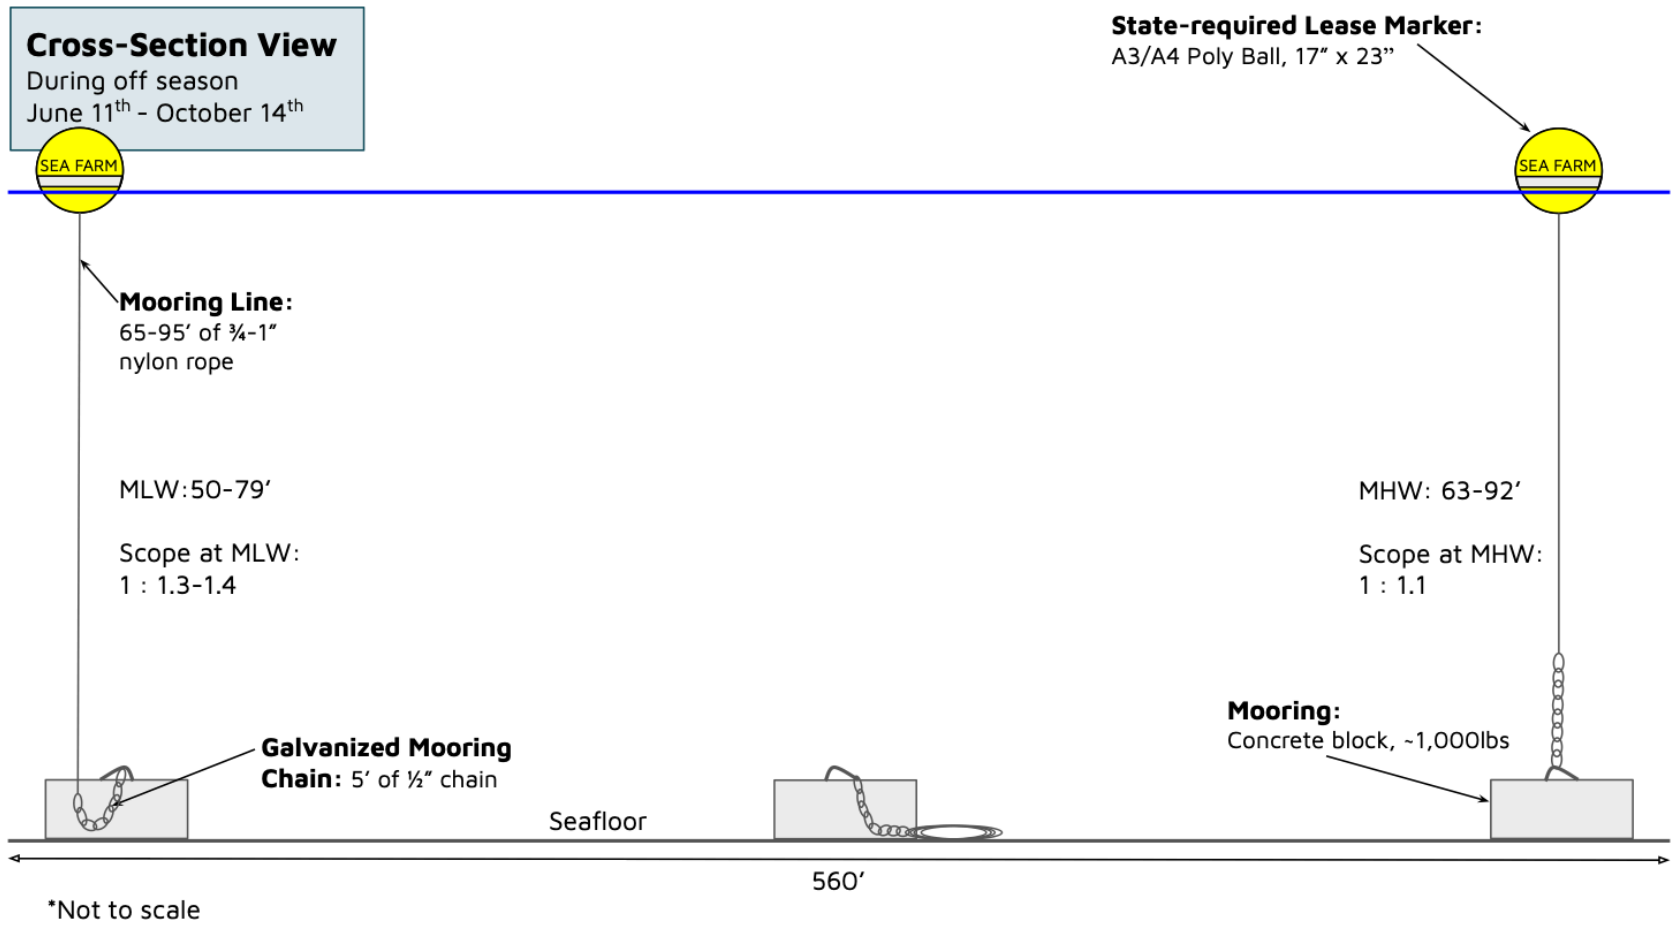 Cross-Section View
During off season
June 11th - October 14th
State-required Lease Marker:
A3/A4 Poly Ball, 17” x 23”
SEA FARM
SEA FARM
Mooring Line:
65-95’ of ¾-1”
nylon rope
MLW:50-79’
Scope at MLW:
1 : 1.3-1.4
MHW: 63-92’
Scope at MHW:
1 : 1.1
Galvanized Mooring
Chain: 5’ of ½” chain
Mooring:
Concrete block, ~1,000lbs
Seafloor
560’
*Not to scale